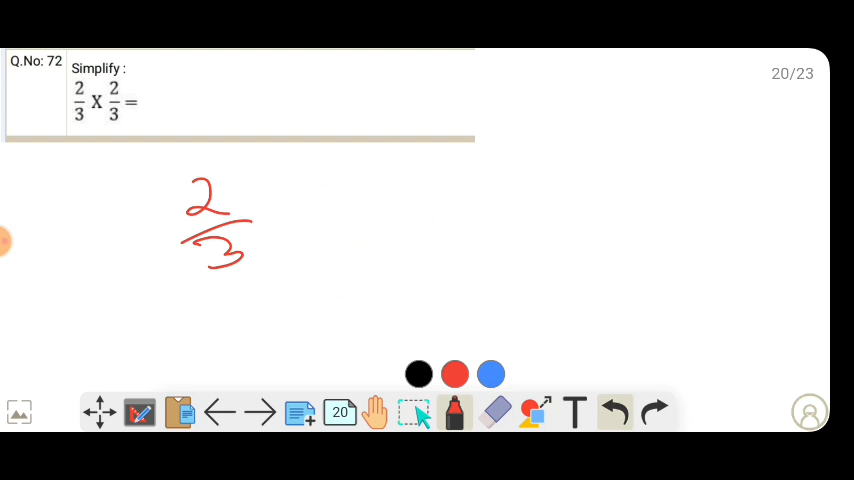 Q.No: 72
Simplify :
2/3 X 2/3 =
20/23
2/3
20
T